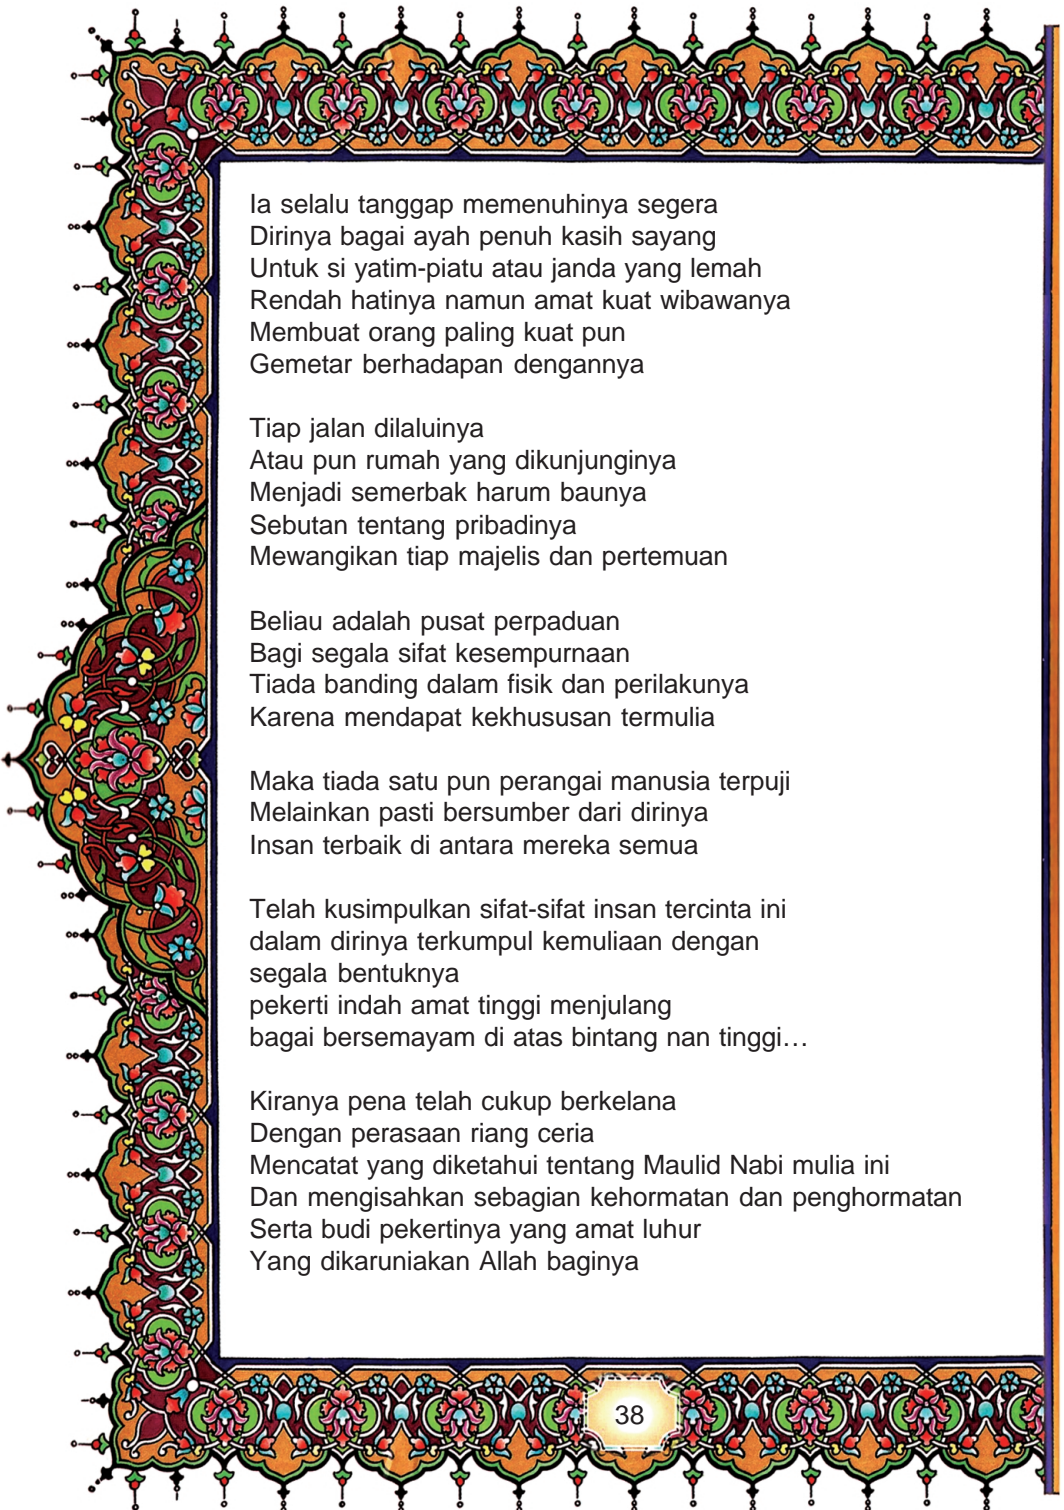 Ia selalu tanggap memenuhinya segera
Dirinya bagai ayah penuh kasih sayang
Untuk si yatim-piatu atau janda yang lemah
Rendah hatinya namun amat kuat wibawanya
Membuat orang paling kuat pun
Gemetar berhadapan dengannya

Tiap jalan dilaluinya
Atau pun rumah yang dikunjunginya
Menjadi semerbak harum baunya
Sebutan tentang pribadinya
Mewangikan tiap majelis dan pertemuan

Beliau adalah pusat perpaduan
Bagi segala sifat kesempurnaan
Tiada banding dalam fisik dan perilakunya
Karena mendapat kekhususan termulia

Maka tiada satu pun perangai manusia terpuji
Melainkan pasti bersumber dari dirinya
Insan terbaik di antara mereka semua

Telah kusimpulkan sifat-sifat insan tercinta ini
dalam dirinya terkumpul kemuliaan dengan
segala bentuknya
pekerti indah amat tinggi menjulang
bagai bersemayam di atas bintang nan tinggi…

Kiranya pena telah cukup berkelana
Dengan perasaan riang ceria
Mencatat yang diketahui tentang Maulid Nabi mulia ini
Dan mengisahkan sebagian kehormatan dan penghormatan
Serta budi pekertinya yang amat luhur
Yang dikaruniakan Allah baginya

38